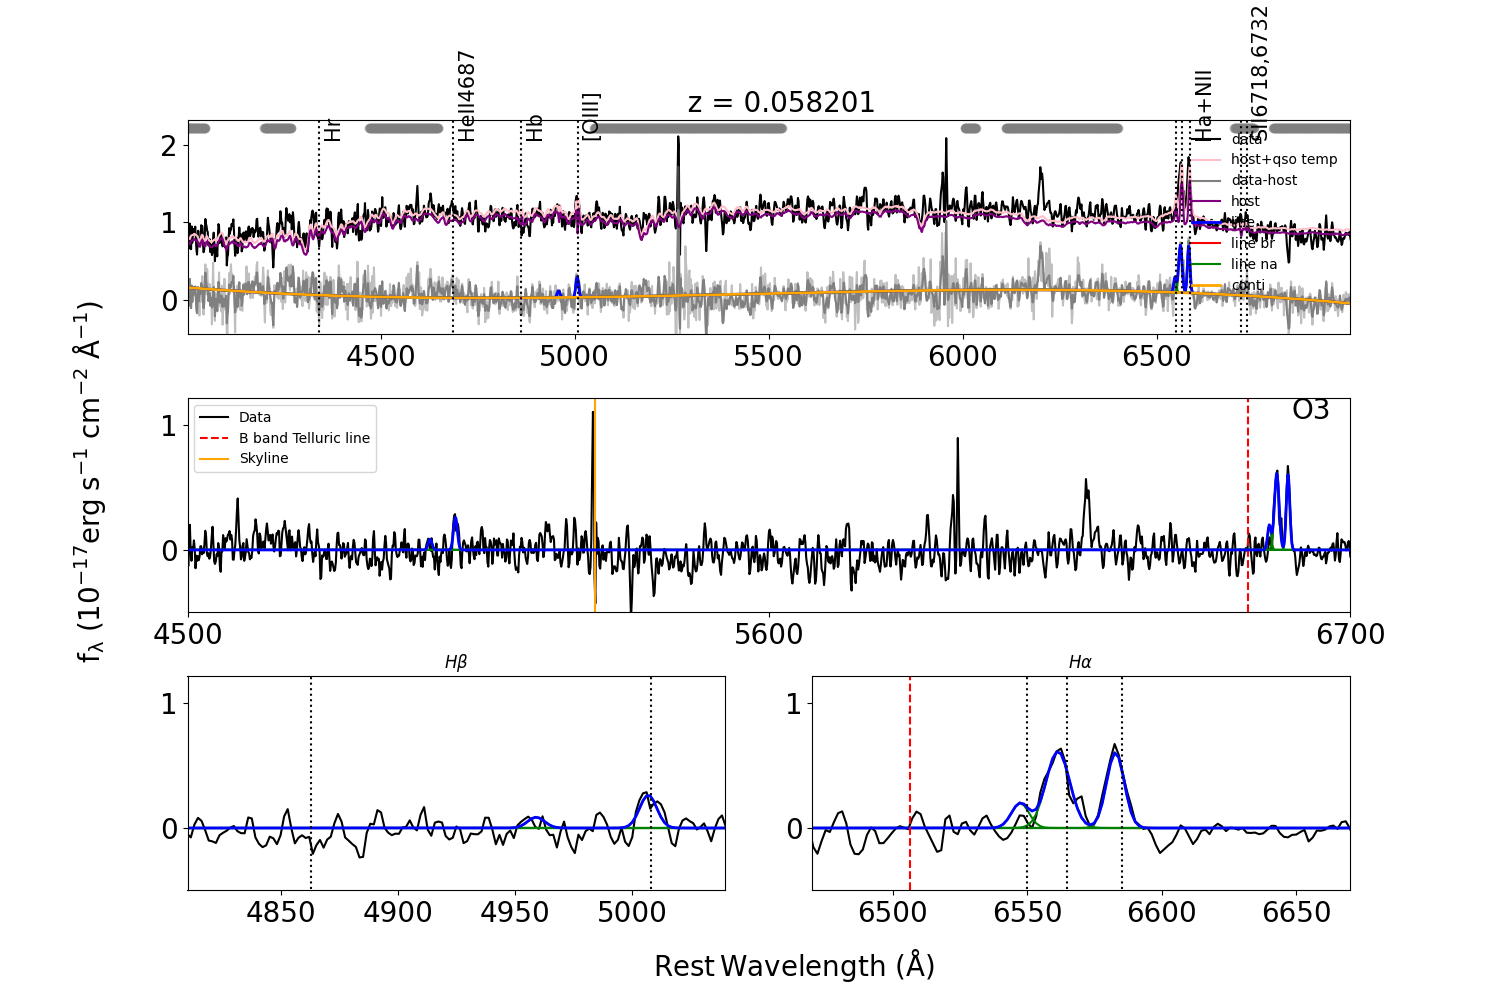 z = 0.058201
Hr
HeII4687
Hb
[OIII]
Ha+NII
SII6718,6732
data
host+qso temp
data-host
host
line br
line na
conti
2
1
0
4500
5000
5500
6000
6500
fλ (10⁻¹⁷erg s⁻¹ cm⁻² Å⁻¹)
O3
Data
B band Telluric line
Skyline
1
0
4500
5600
6700
Hβ
1
0
4850
4900
4950
5000
Hα
1
0
6500
6550
6600
6650
Rest Wavelength (Å)